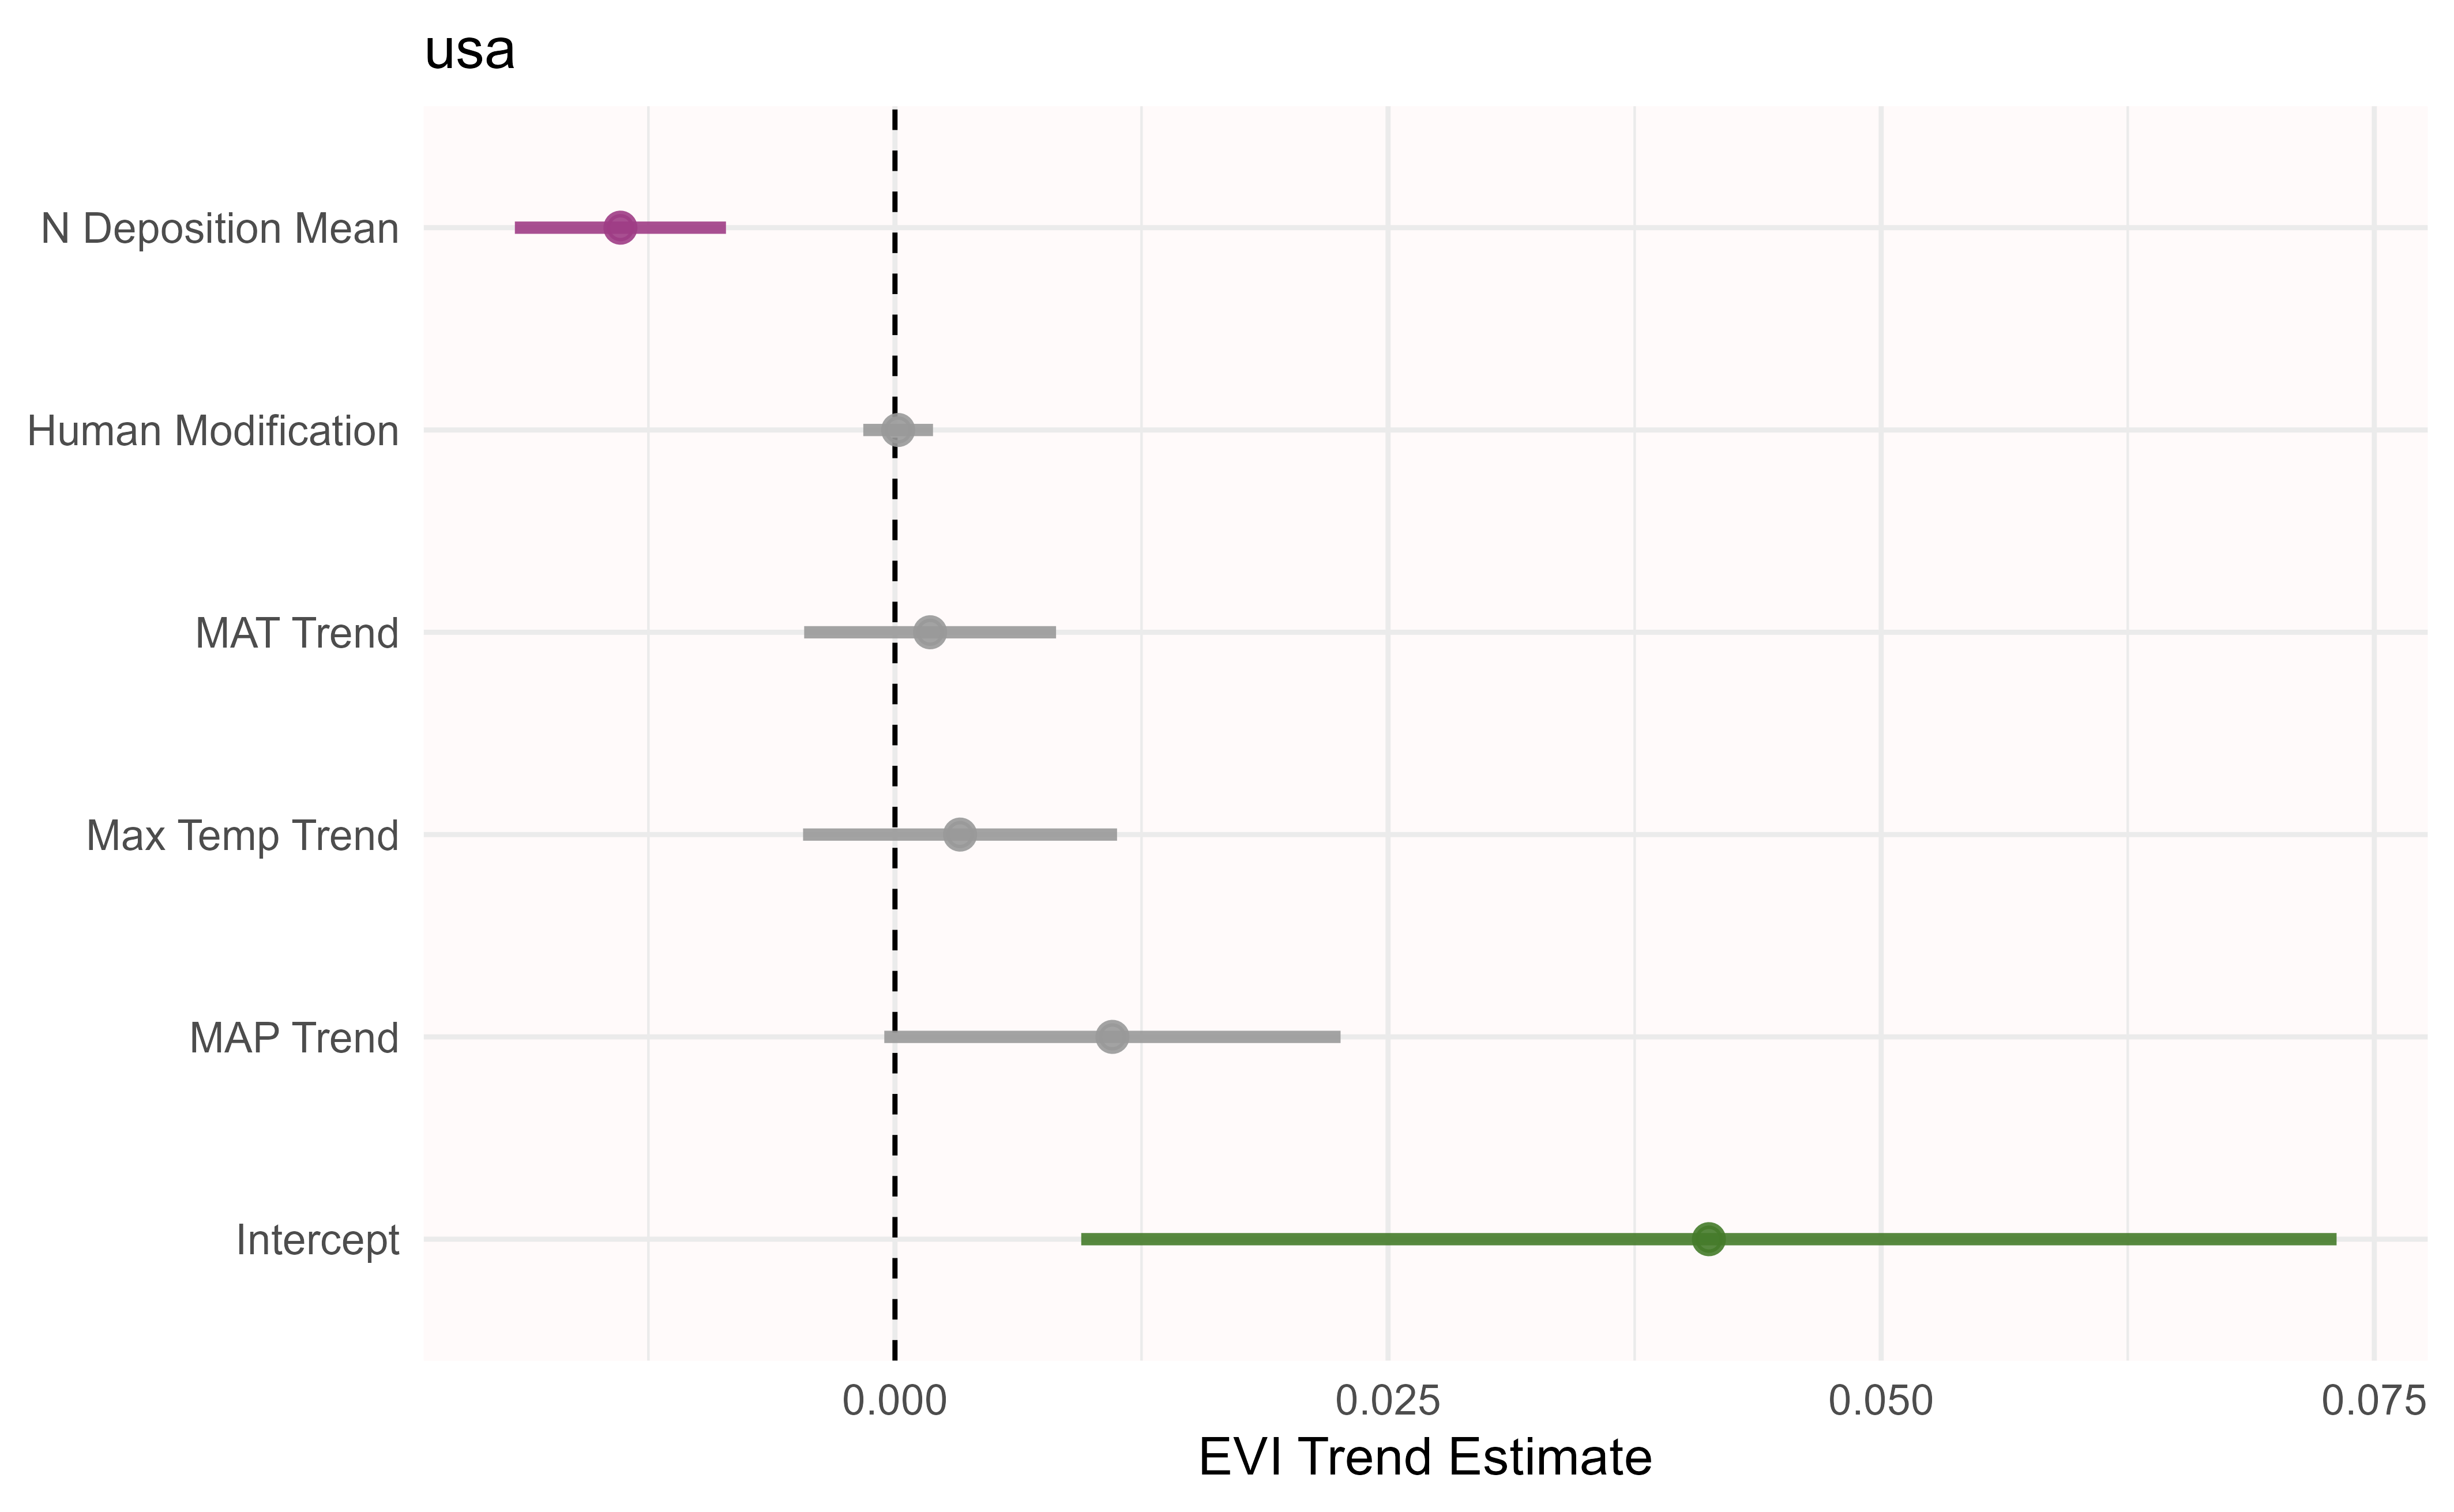 usa
N Deposition Mean
Human Modification
MAT Trend
Max Temp Trend
MAP Trend
Intercept
0.000 0.025 0.050 0.075
EVI Trend Estimate